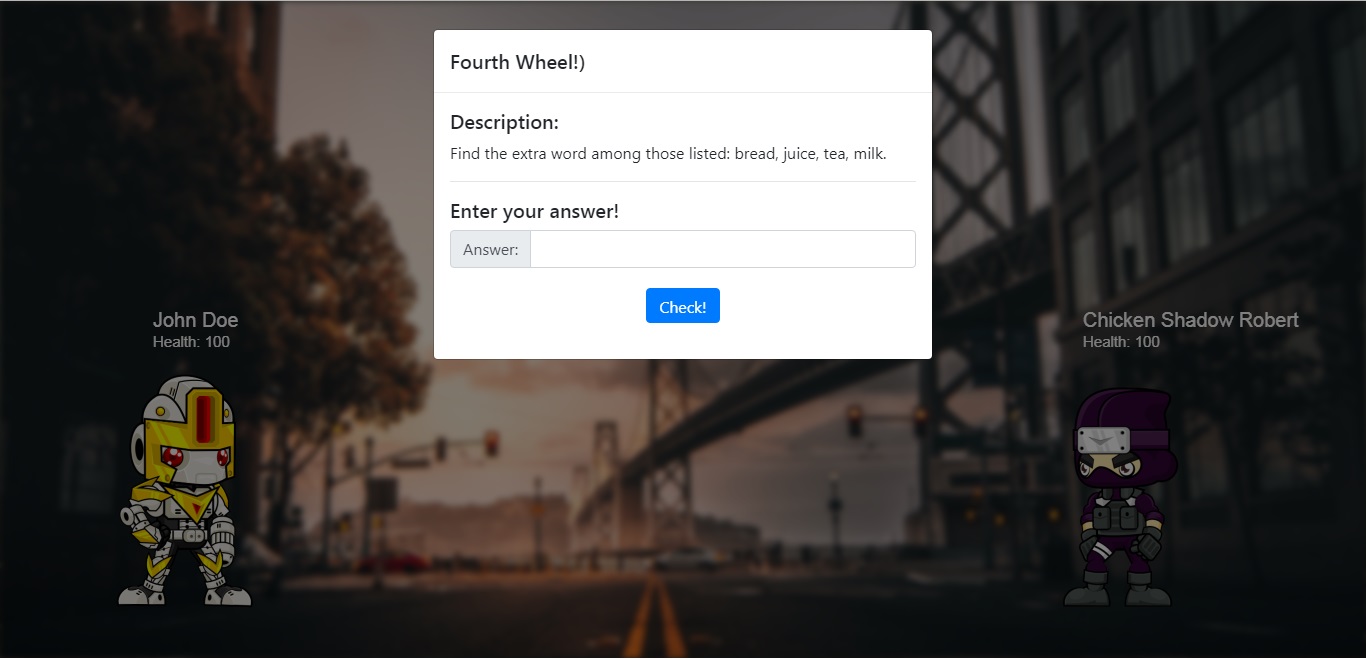 Fourth Wheel!)
Description:
Find the extra word among those listed: bread, juice, tea, milk.
Enter your answer!
Answer:
Check!
John Doe
Health: 100
Chicken Shadow Robert
Health: 100